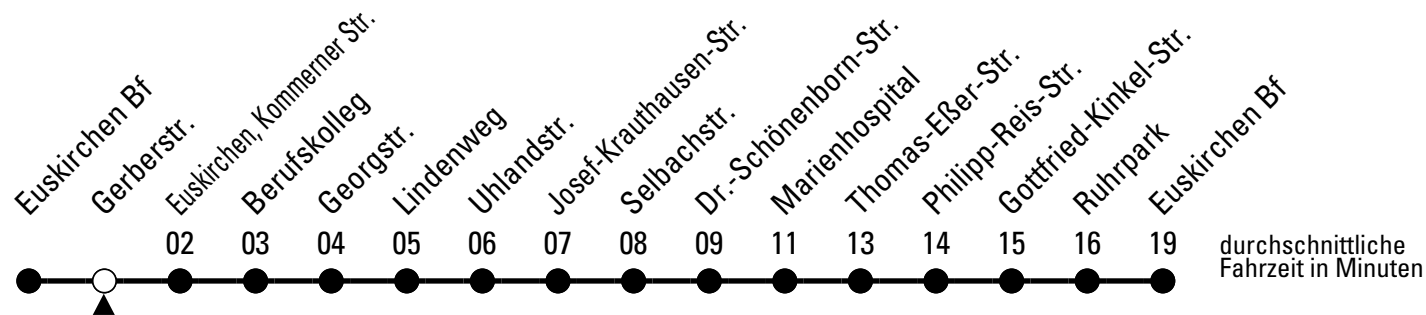 Euskirchen Bf
Gerberstr.
Euskirchen, Kommerner Str.
Berufskolleg
Georgstr.
Lindenweg
Uhlandstr.
Josef-Krauthausen-Str.
Selbachstr.
Dr.-Schönenborn-Str.
Marienhospital
Thomas-Eßer-Str.
Philipp-Reis-Str.
Gottfried-Kinkel-Str.
Ruhrpark
Euskirchen Bf
02 03 04 05 06 07 08 09 11 13 14 15 16 19
durchschnittliche
Fahrzeit in Minuten